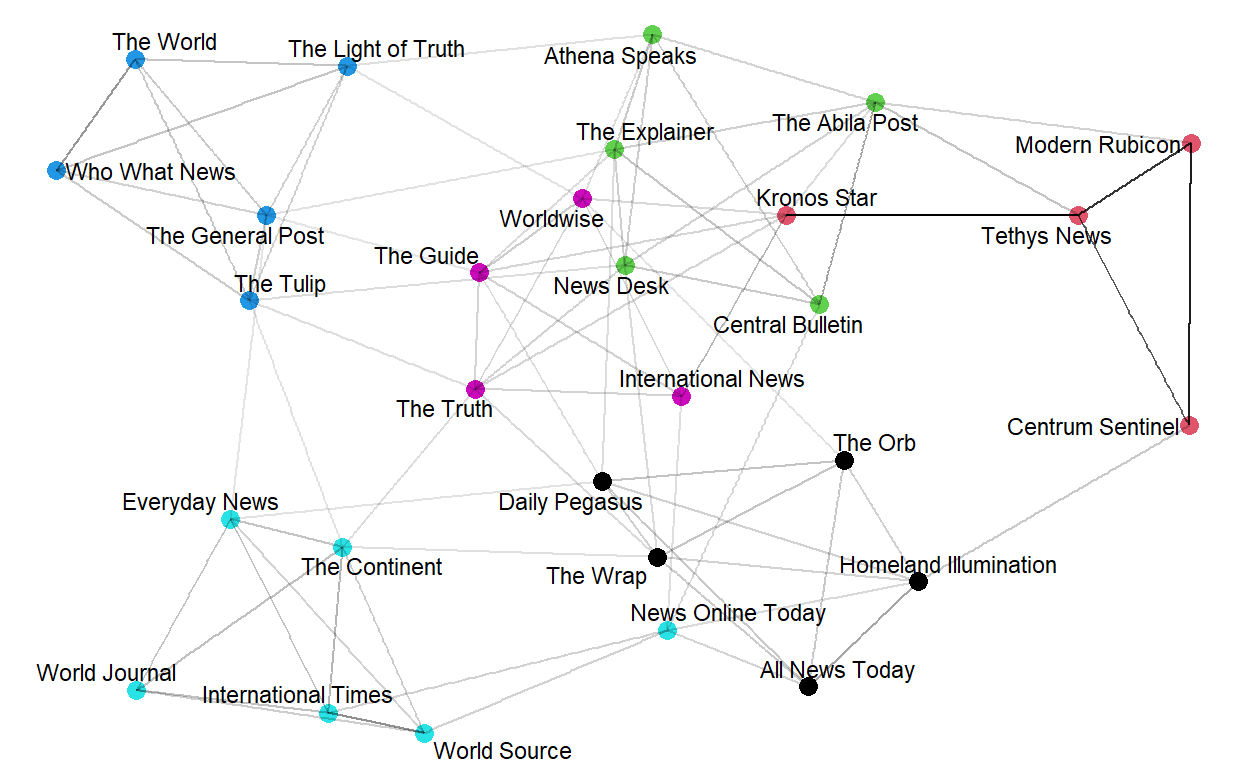 The World
The Light of Truth
Athena Speaks
The Explainer
The Abila Post
Modern Rubicon
Who What News
Kronos Star
Worldwise
The General Post
Tethys News
The Guide
The Tulip
News Desk
Central Bulletin
International News
The Truth
Centrum Sentinel
The Orb
Everyday News
Daily Pegasus
The Continent
Homeland Illumination
The Wrap
News Online Today
World Journal
All News Today
International Times
World Source